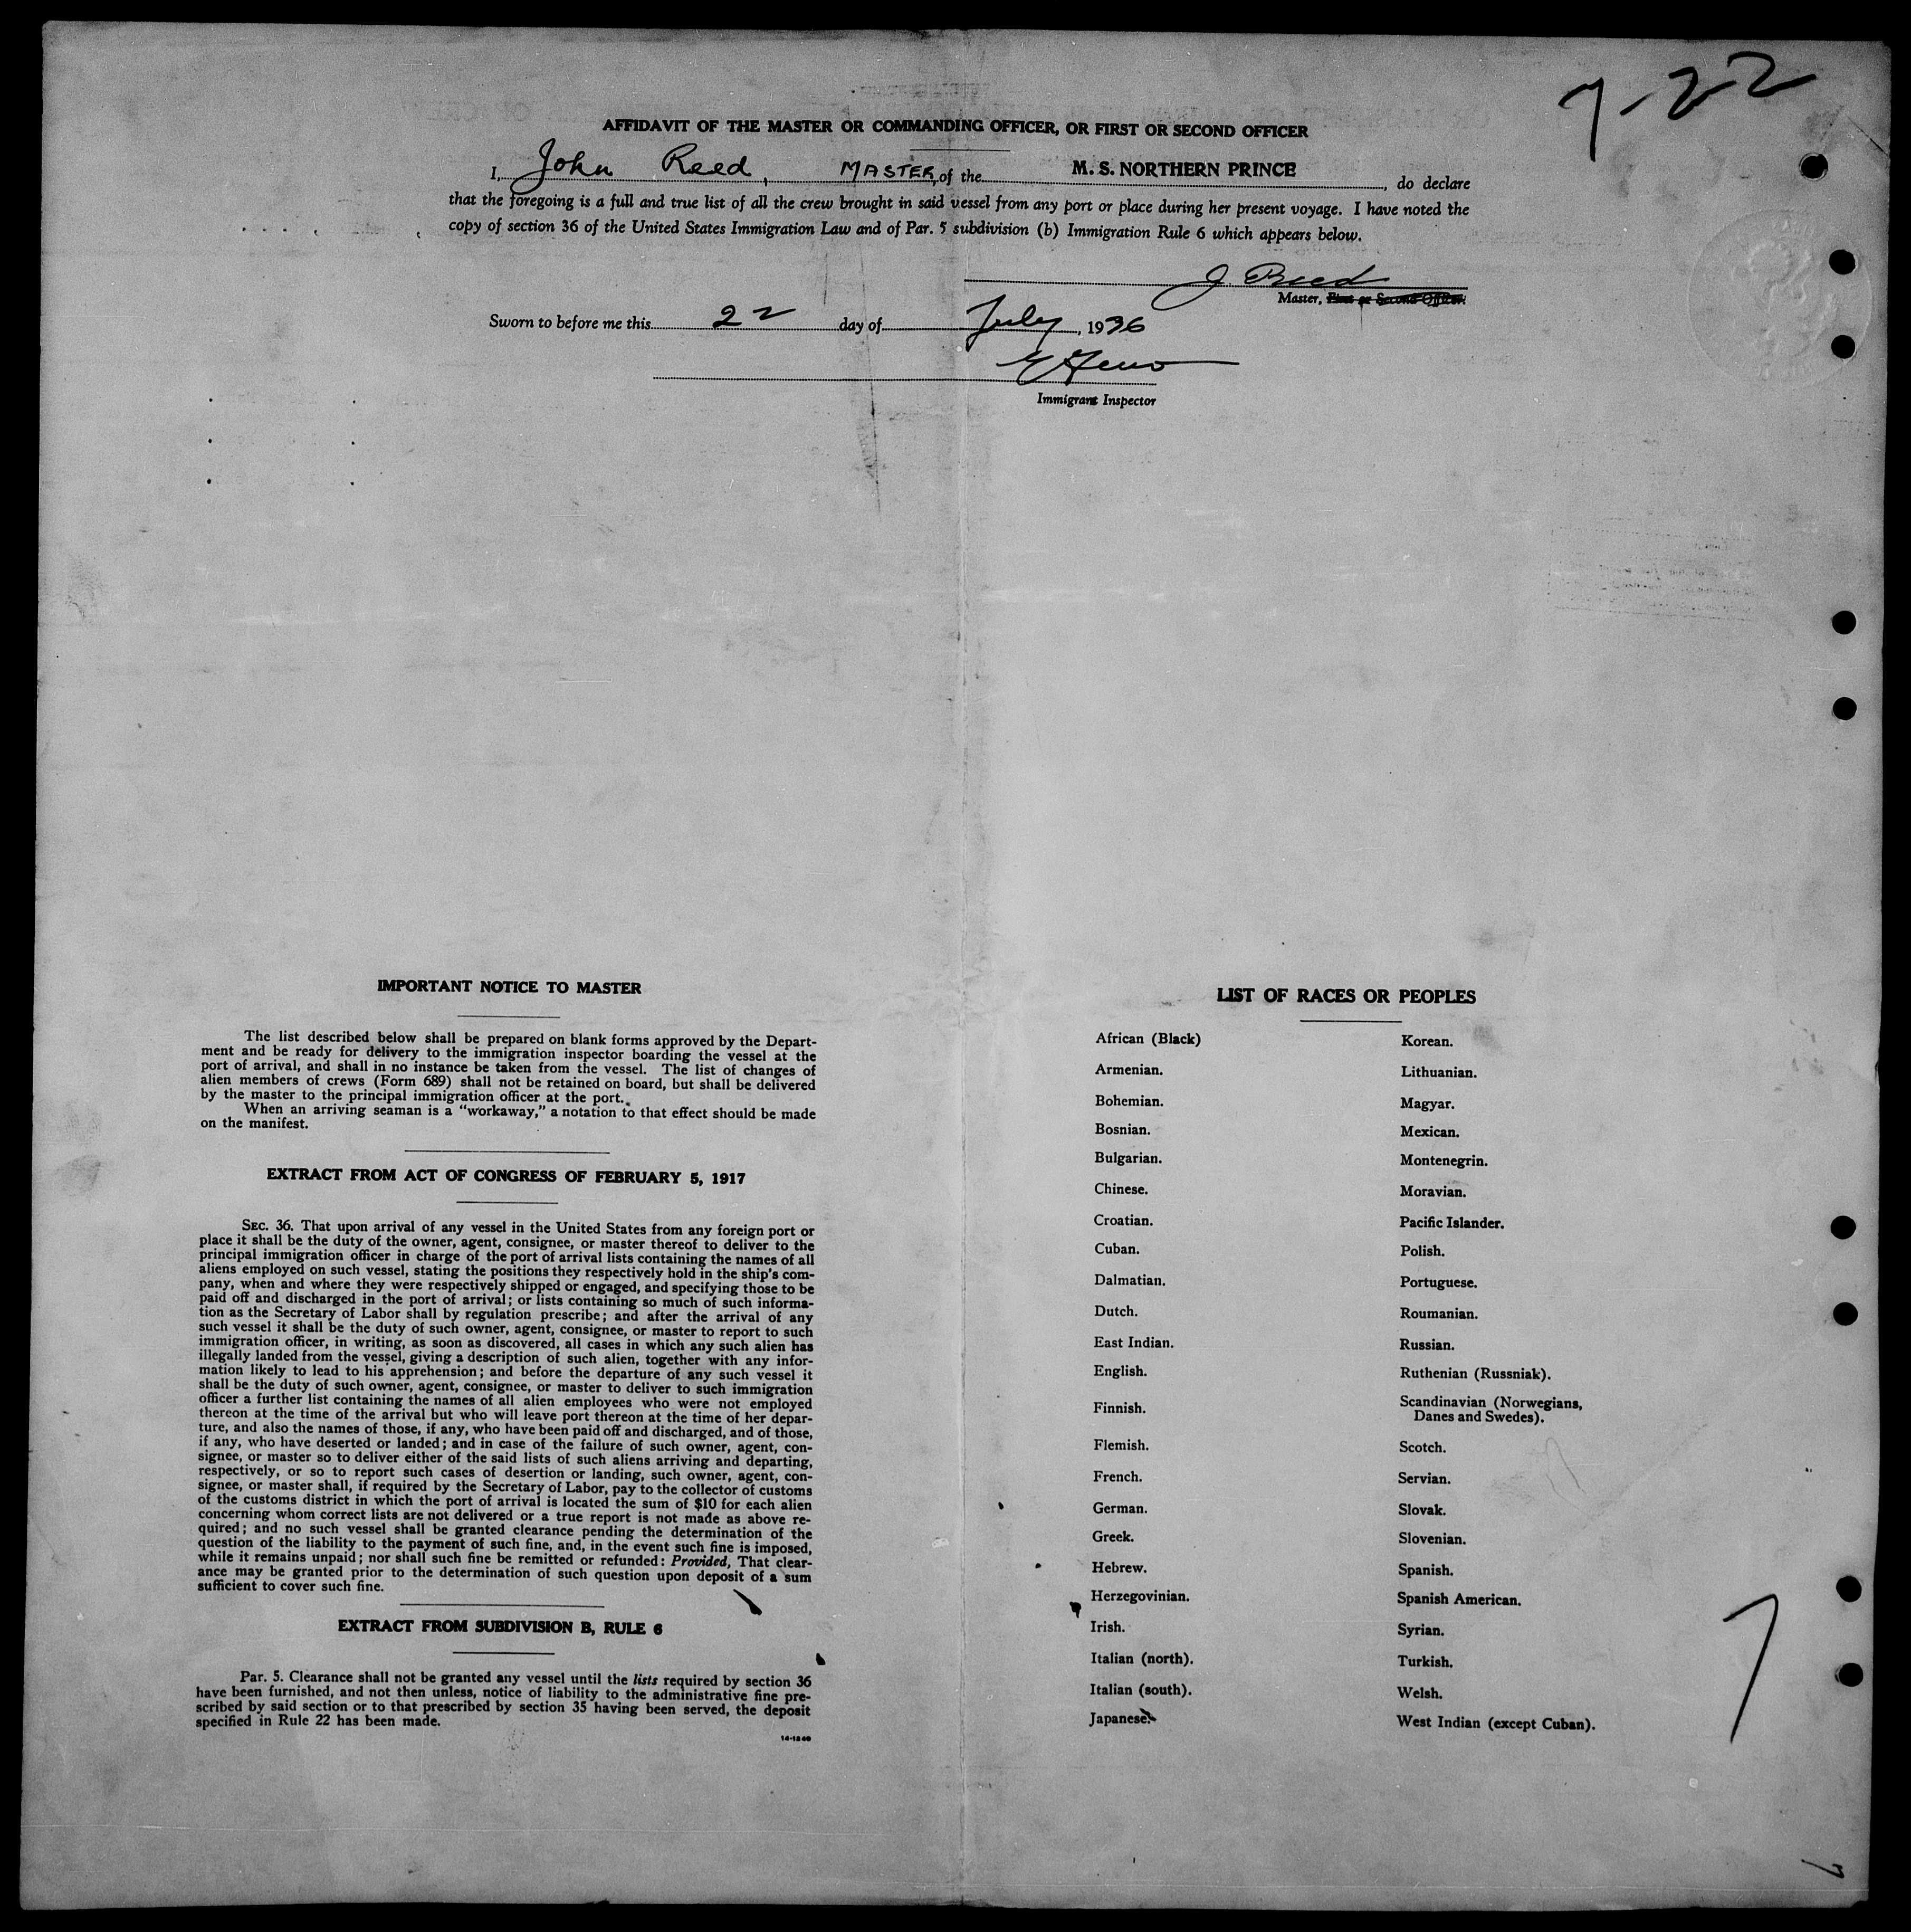 7-22
AFFIDAVIT OF THE MASTER OR COMMANDING OFFICER, OR FIRST OR SECOND OFFICER
I, John Reed, MASTER, of the M. S. NORTHERN PRINCE, do declare
that the foregoing is a full and true list of all the crew brought in said vessel from any port or place during her present voyage. I have noted the
copy of section 36 of the United States Immigration Law and of Par. 5 subdivision (b) Immigration Rule 6 which appears below.
J Reed
Master, First or Second Officer.
Sworn to before me this 22 day of July, 1936
Immigrant Inspector
IMPORTANT NOTICE TO MASTER
The list described below shall be prepared on blank forms approved by the Depart-
ment and be ready for delivery to the immigration inspector boarding the vessel at the
port of arrival, and shall in no instance be taken from the vessel. The list of changes of
alien members of crews (Form 689) shall not be retained on board, but shall be delivered
by the master to the principal immigration officer at the port.
When an arriving seaman is a "workaway," a notation to that effect should be made
on the manifest.
EXTRACT FROM ACT OF CONGRESS OF FEBRUARY 5, 1917
SEC. 36. That upon arrival of any vessel in the United States from any foreign port or
place it shall be the duty of the owner, agent, consignee, or master thereof to deliver to the
principal immigration officer in charge of the port of arrival lists containing the names of all
aliens employed on such vessel, stating the positions they respectively hold in the ship's com-
pany, when and where they were respectively shipped or engaged, and specifying those to be
paid off and discharged in the port of arrival; or lists containing so much of such informa-
tion as the Secretary of Labor shall by regulation prescribe; and after the arrival of any
such vessel it shall be the duty of such owner, agent, consignee, or master to report to such
immigration officer, in writing, as soon as discovered, all cases in which any such alien has
illegally landed from the vessel, giving a description of such alien, together with any infor-
mation likely to lead to his apprehension; and before the departure of any such vessel it
shall be the duty of such owner, agent, consignee, or master to deliver to such immigration
officer a further list containing the names of all alien employees who were not employed
thereon at the time of the arrival but who will leave port thereon at the time of her depar-
ture, and also the names of those, if any, who have been paid off and discharged, and of those,
if any, who have deserted or landed; and in case of the failure of such owner, agent, con-
signee, or master so to deliver either of the said lists of such aliens arriving and departing,
respectively, or so to report such cases of desertion or landing, such owner, agent, con-
signee, or master shall, if required by the Secretary of Labor, pay to the collector of customs
of the customs district in which the port of arrival is located the sum of $10 for each alien
concerning whom correct lists are not delivered or a true report is not made as above re-
quired; and no such vessel shall be granted clearance pending the determination of the
question of the liability to the payment of such fine, and, in the event such fine is imposed,
while it remains unpaid; nor shall such fine be remitted or refunded: Provided, That clear-
ance may be granted prior to the determination of such question upon deposit of a sum
sufficient to cover such fine.
EXTRACT FROM SUBDIVISION B, RULE 6
Par. 5. Clearance shall not be granted any vessel until the lists required by section 36
have been furnished, and not then unless, notice of liability to the administrative fine pre-
scribed by said section or to that prescribed by section 35 having been served, the deposit
specified in Rule 22 has been made.
14-1240
LIST OF RACES OR PEOPLES
African (Black)
Armenian.
Bohemian.
Bosnian.
Bulgarian.
Chinese.
Croatian.
Cuban.
Dalmatian.
Dutch.
East Indian.
English.
Finnish.
Flemish.
French.
German.
Greek.
Hebrew.
Herzegovinian.
Irish.
Italian (north).
Italian (south).
Japanese.
Korean.
Lithuanian.
Magyar.
Mexican.
Montenegrin.
Moravian.
Pacific Islander.
Polish.
Portuguese.
Roumanian.
Russian.
Ruthenian (Russniak).
Scandinavian (Norwegians,
Danes and Swedes).
Scotch.
Servian.
Slovak.
Slovenian.
Spanish.
Spanish American.
Syrian.
Turkish.
Welsh.
West Indian (except Cuban).
7